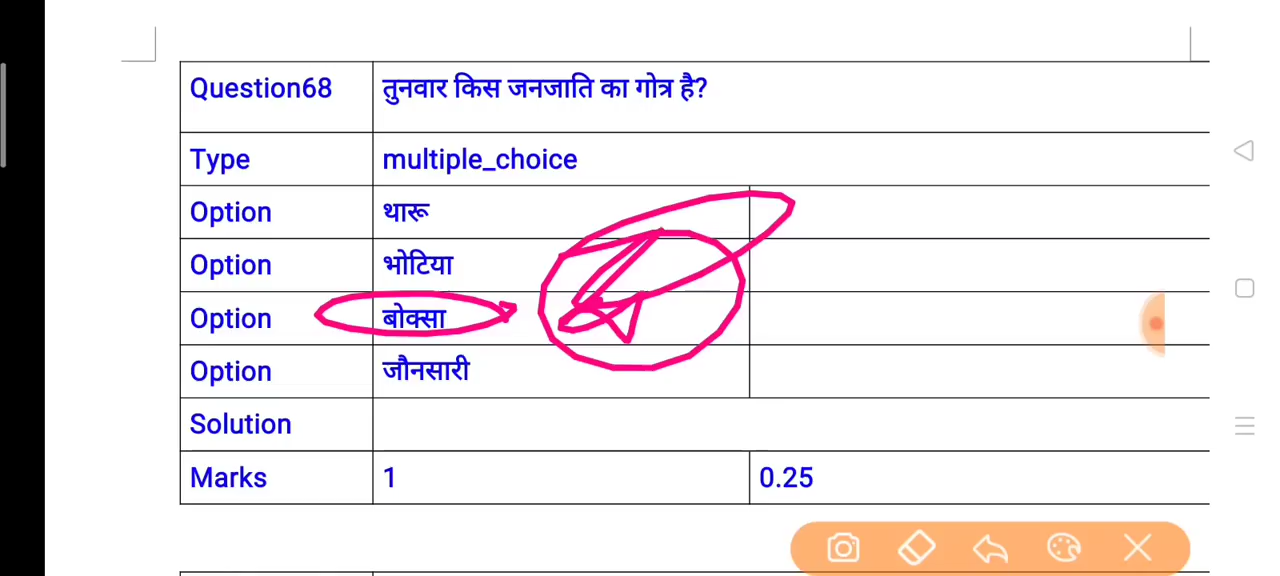 Question68 तुनवार किस जनजाति का गोत्र है?
Type multiple_choice
Option थारू
Option भोटिया
Option बोक्सा
Option जौनसारी
Solution
Marks 1 0.25